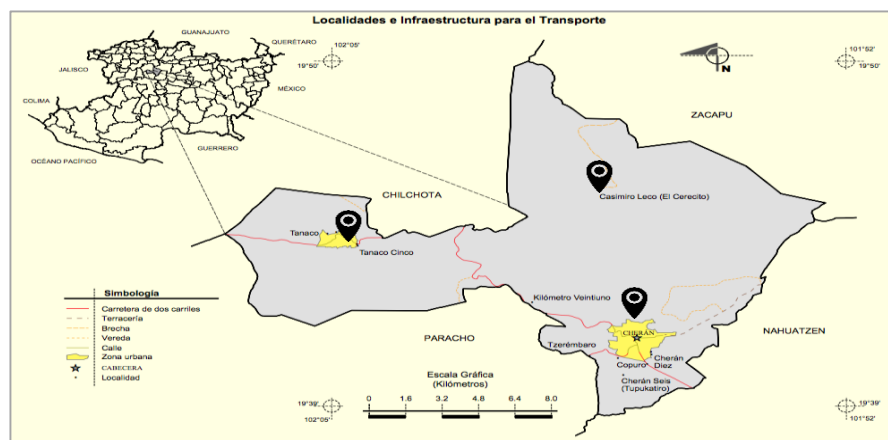 Localidades e Infraestructura para el Transporte
GUANAJUATO
QUERÉTARO
JALISCO
MÉXICO
COLIMA
GUERRERO
OCÉANO PACÍFICO
102°05'
19°50'
N
101°52'
19°50'
ZACAPU
CHILCHOTA
Casimiro Leco (El Cerecito)
Tanaco
Tanaco Cinco
Simbología
Carretera de dos carriles
Terracería
Brecha
Vereda
Calle
Zona urbana
CABECERA
Localidad
Kilómetro Veintiuno
CHERÁN
NAHUATZEN
PARACHO
Tzerémbaro
Cherán
Diez
Copuro
Cherán Seis
(Tupukatiro)
Escala Gráfica
(Kilómetros)
0 1.6 3.2 4.8 6.4 8.0
19°39'
102°05'
19°39'
101°52'